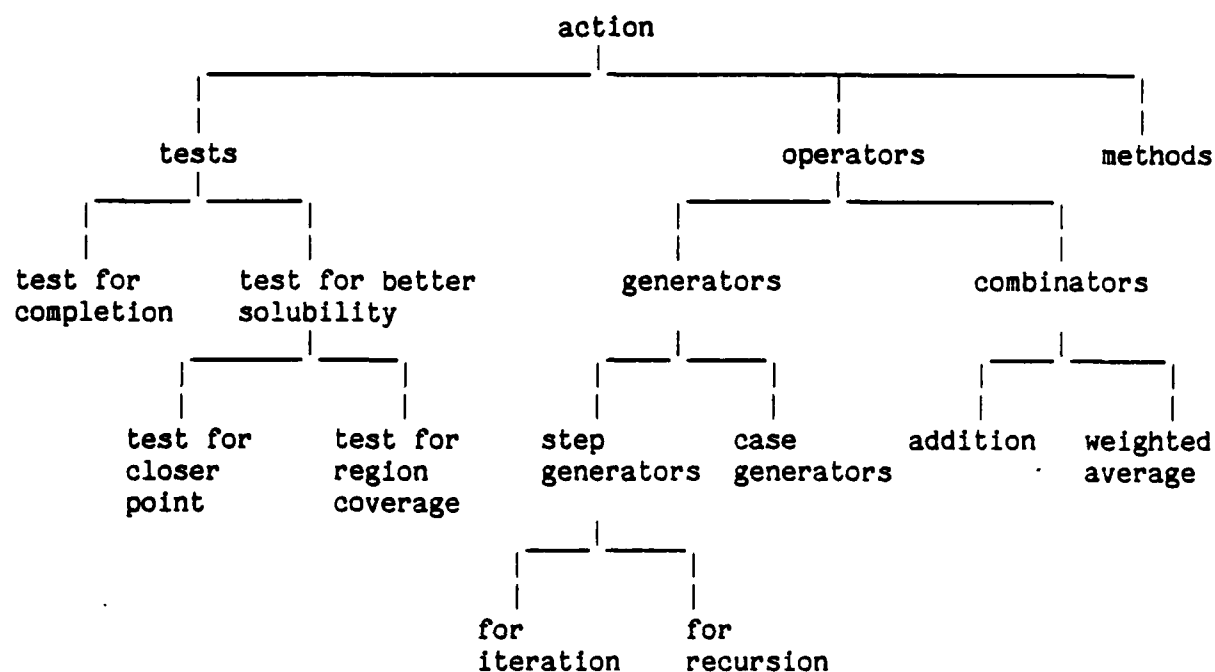 action
tests operators methods
test for test for better generators combinators
completion solubility
test for test for step case addition weighted
closer region generators generators average
point coverage
for for
iteration recursion